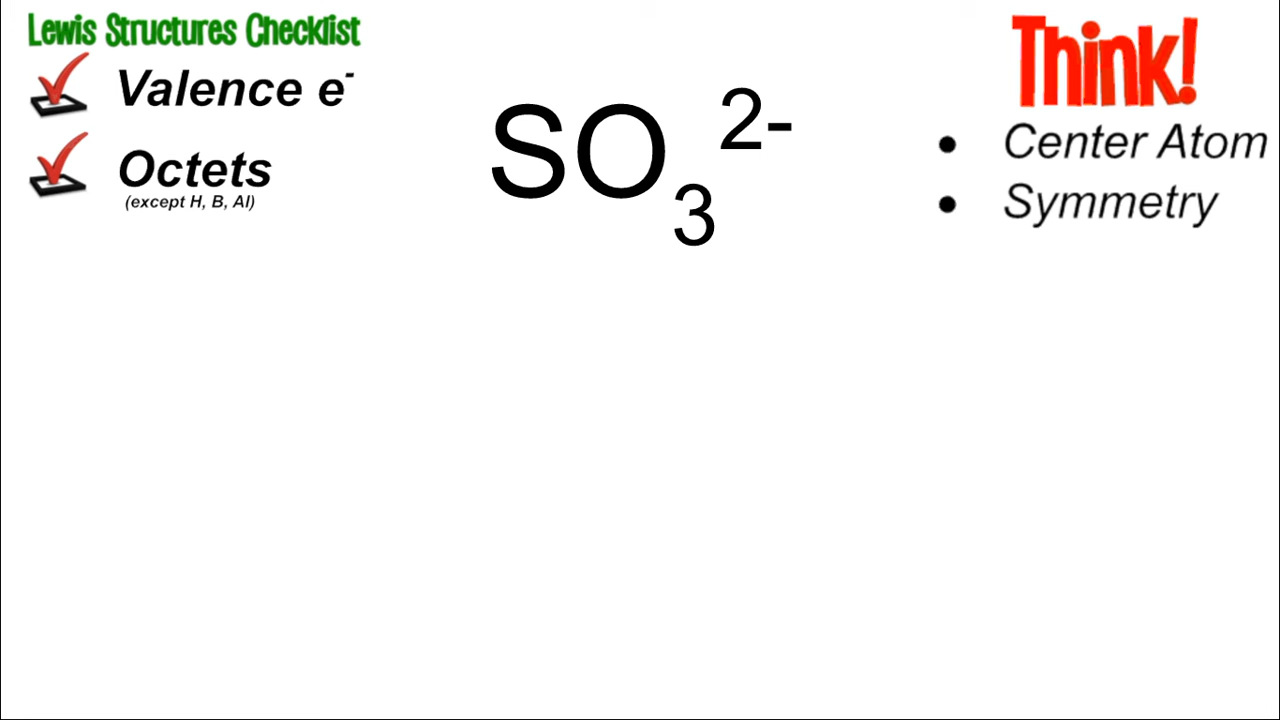 Lewis Structures Checklist
Valence e⁻
Octets
(except H, B, Al)
SO₃²⁻
Think!
• Center Atom
• Symmetry